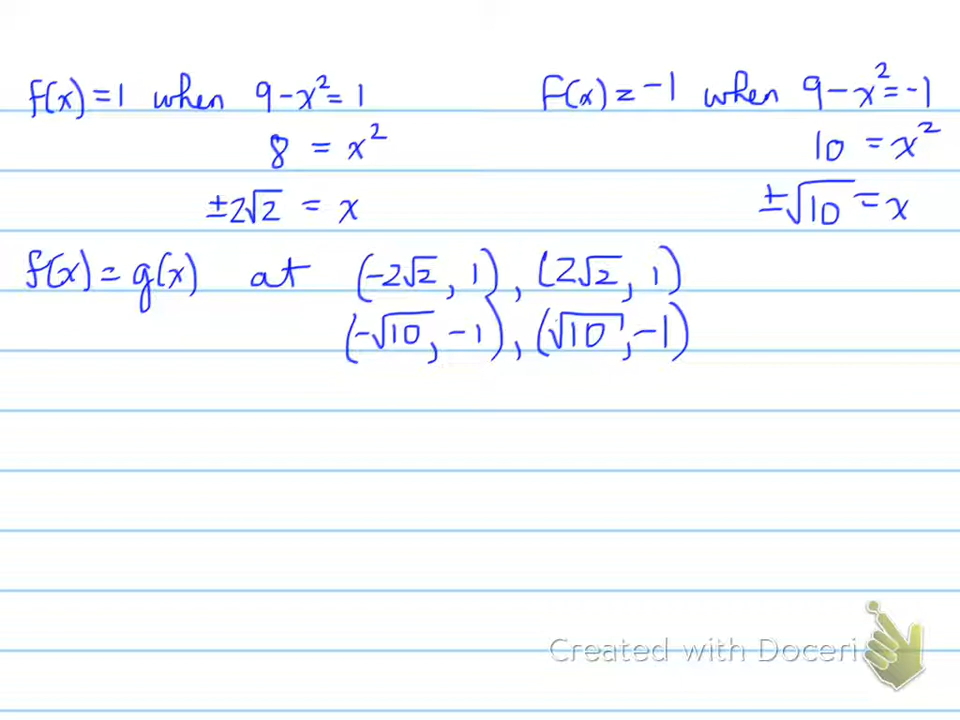 f(x) = 1 when 9 - x² = 1
8 = x²
±2√2 = x
F(x) = -1 when 9 - x² = -1
10 = x²
±√10 = x
f(x) = g(x) at (-2√2, 1), (2√2, 1)
(-√10, -1), (√10, -1)
Created with Doceri